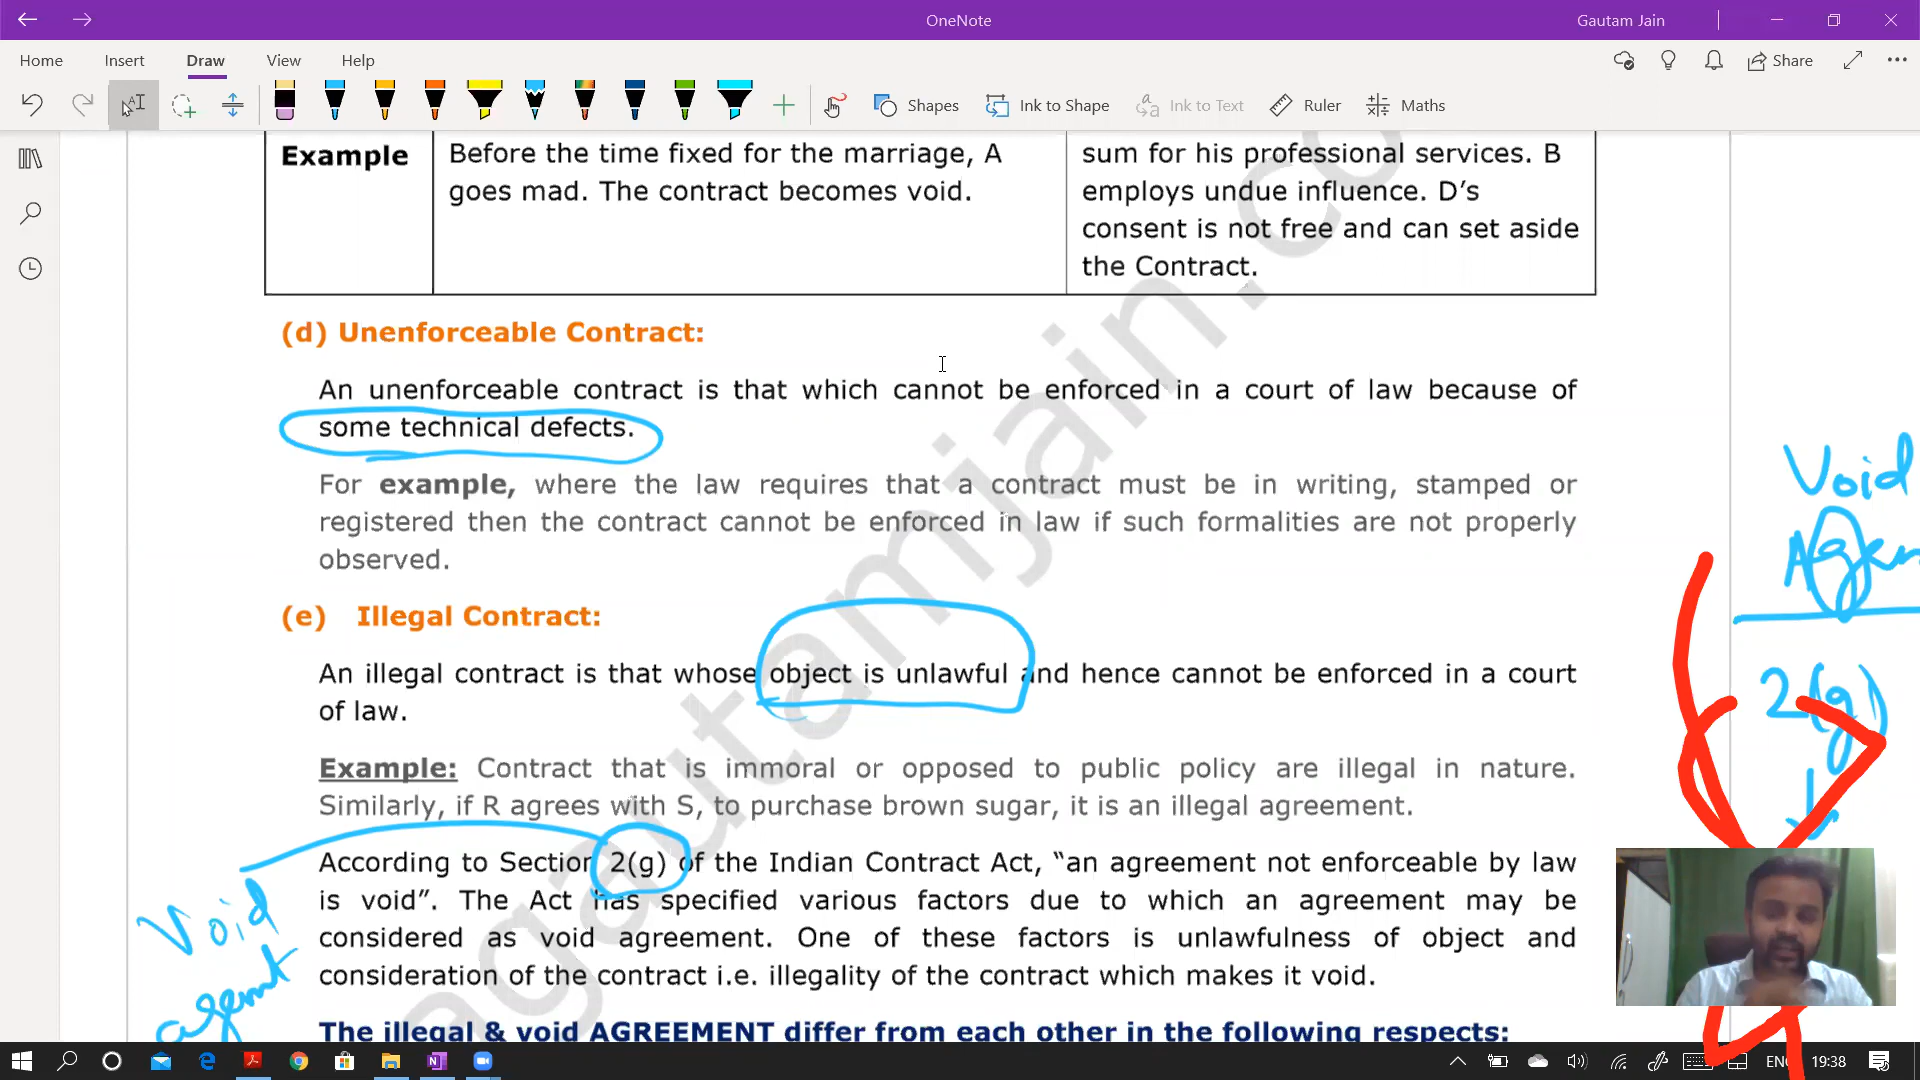 OneNote
Gautam Jain
Home Insert Draw View Help
Share
Shapes Ink to Shape Ink to Text Ruler Maths
Example
Before the time fixed for the marriage, A
goes mad. The contract becomes void.
sum for his professional services. B
employs undue influence. D’s
consent is not free and can set aside
the Contract.
(d) Unenforceable Contract:
An unenforceable contract is that which cannot be enforced in a court of law because of
some technical defects.
For example, where the law requires that a contract must be in writing, stamped or
registered then the contract cannot be enforced in law if such formalities are not properly
observed.
(e) Illegal Contract:
An illegal contract is that whose object is unlawful and hence cannot be enforced in a court
of law.
Example: Contract that is immoral or opposed to public policy are illegal in nature.
Similarly, if R agrees with S, to purchase brown sugar, it is an illegal agreement.
According to Section 2(g) of the Indian Contract Act, “an agreement not enforceable by law
is void”. The Act has specified various factors due to which an agreement may be
considered as void agreement. One of these factors is unlawfulness of object and
consideration of the contract i.e. illegality of the contract which makes it void.
The illegal & void AGREEMENT differ from each other in the following respects:
Void
2(g)
Void
agemt
gautamjain.co
19:38